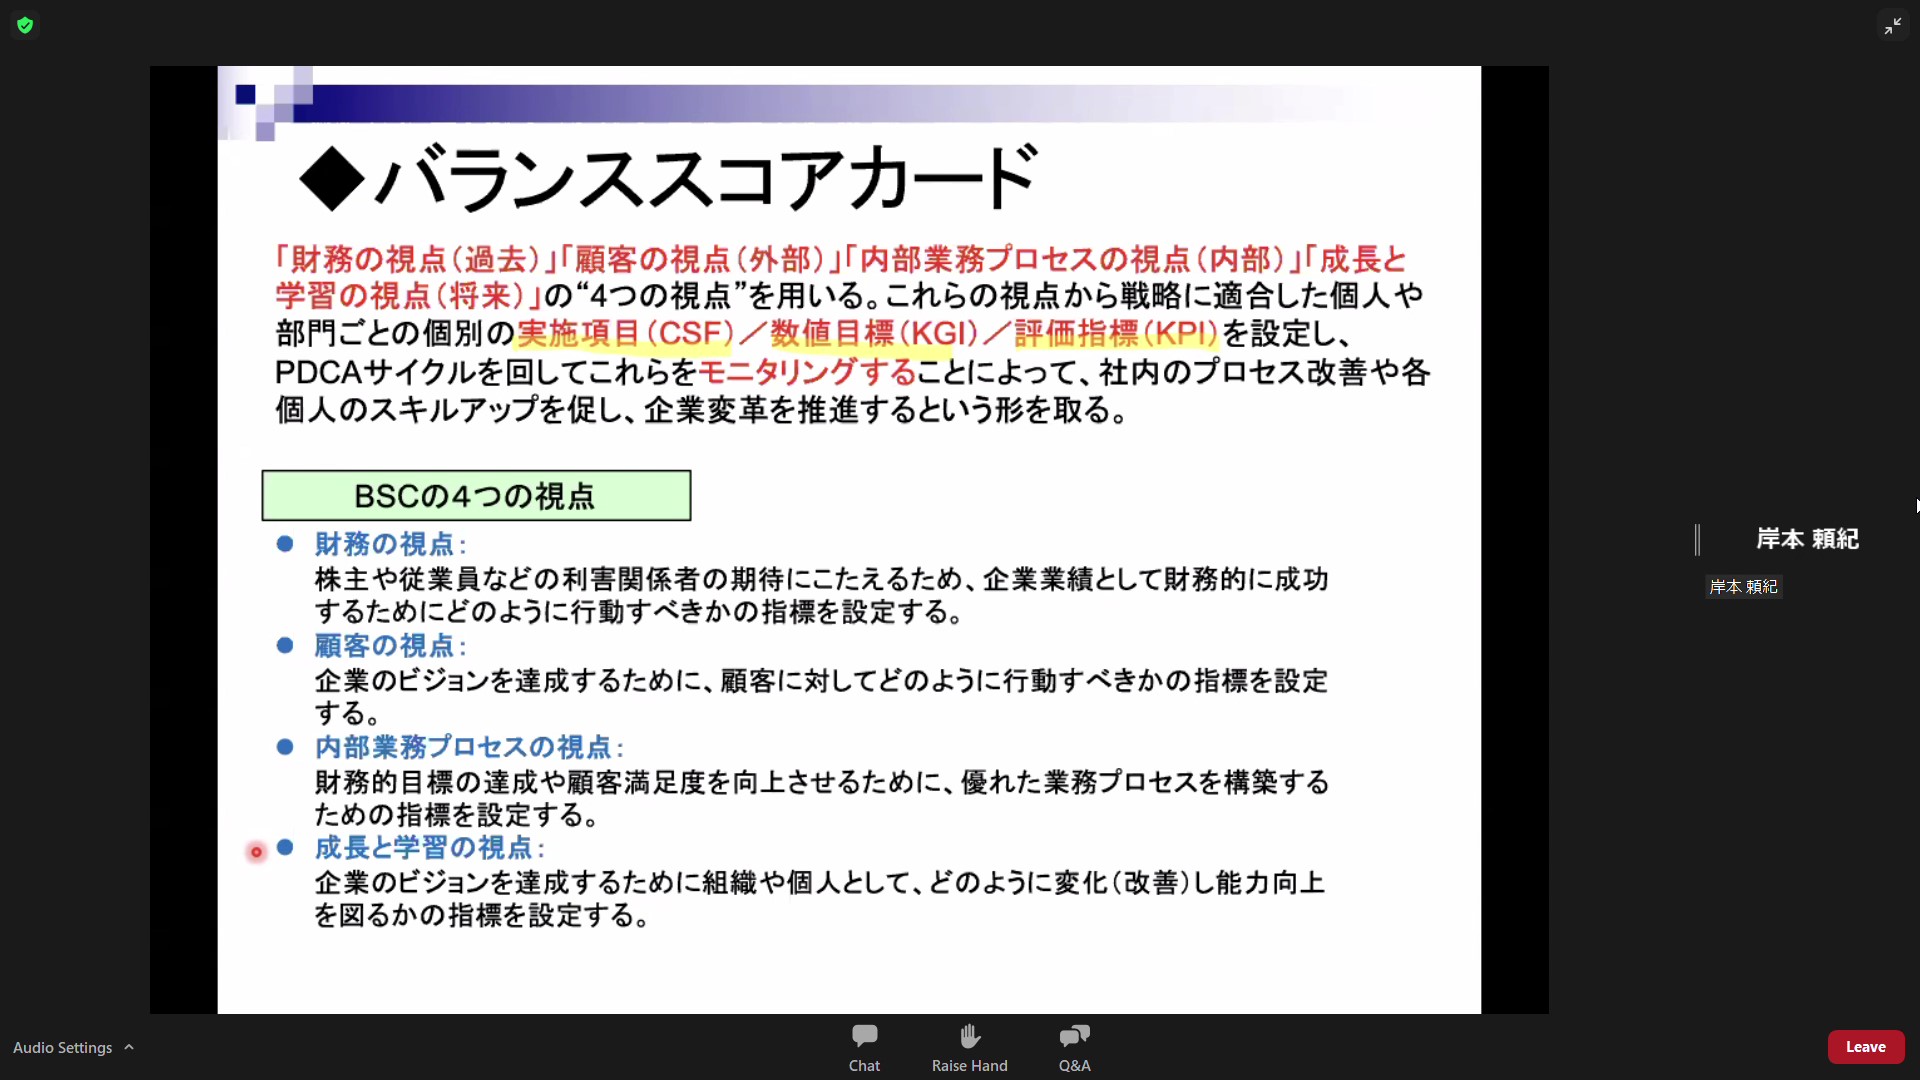 ◆バランススコアカード
「財務の視点（過去）」「顧客の視点（外部）」「内部業務プロセスの視点（内部）」「成長と
学習の視点（将来）」の“4つの視点”を用いる。これらの視点から戦略に適合した個人や
部門ごとの個別の実施項目（CSF）／数値目標（KGI）／評価指標（KPI）を設定し、
PDCAサイクルを回してこれらをモニタリングすることによって、社内のプロセス改善や各
個人のスキルアップを促し、企業変革を推進するという形を取る。
BSCの4つの視点
● 財務の視点：
株主や従業員などの利害関係者の期待にこたえるため、企業業績として財務的に成功
するためにどのように行動すべきかの指標を設定する。
● 顧客の視点：
企業のビジョンを達成するために、顧客に対してどのように行動すべきかの指標を設定
する。
● 内部業務プロセスの視点：
財務的目標の達成や顧客満足度を向上させるために、優れた業務プロセスを構築する
ための指標を設定する。
● 成長と学習の視点：
企業のビジョンを達成するために組織や個人として、どのように変化（改善）し能力向上
を図るかの指標を設定する。
岸本 頼紀
岸本 頼紀
Audio Settings
Chat
Raise Hand
Q&A
Leave